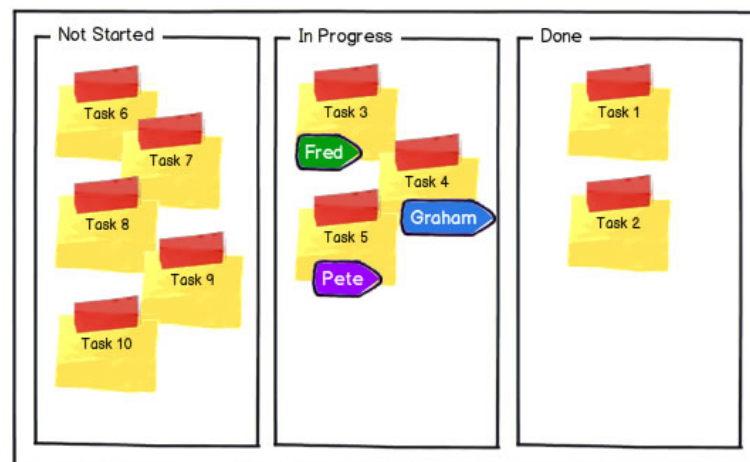 Not Started
Task 6
Task 7
Task 8
Task 9
Task 10
In Progress
Task 3
Fred
Task 4
Graham
Task 5
Pete
Done
Task 1
Task 2